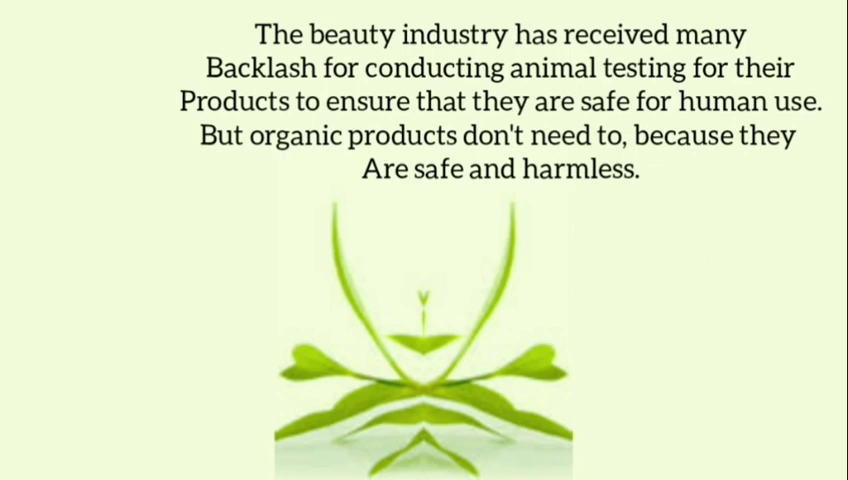 The beauty industry has received many
Backlash for conducting animal testing for their
Products to ensure that they are safe for human use.
But organic products don't need to, because they
Are safe and harmless.